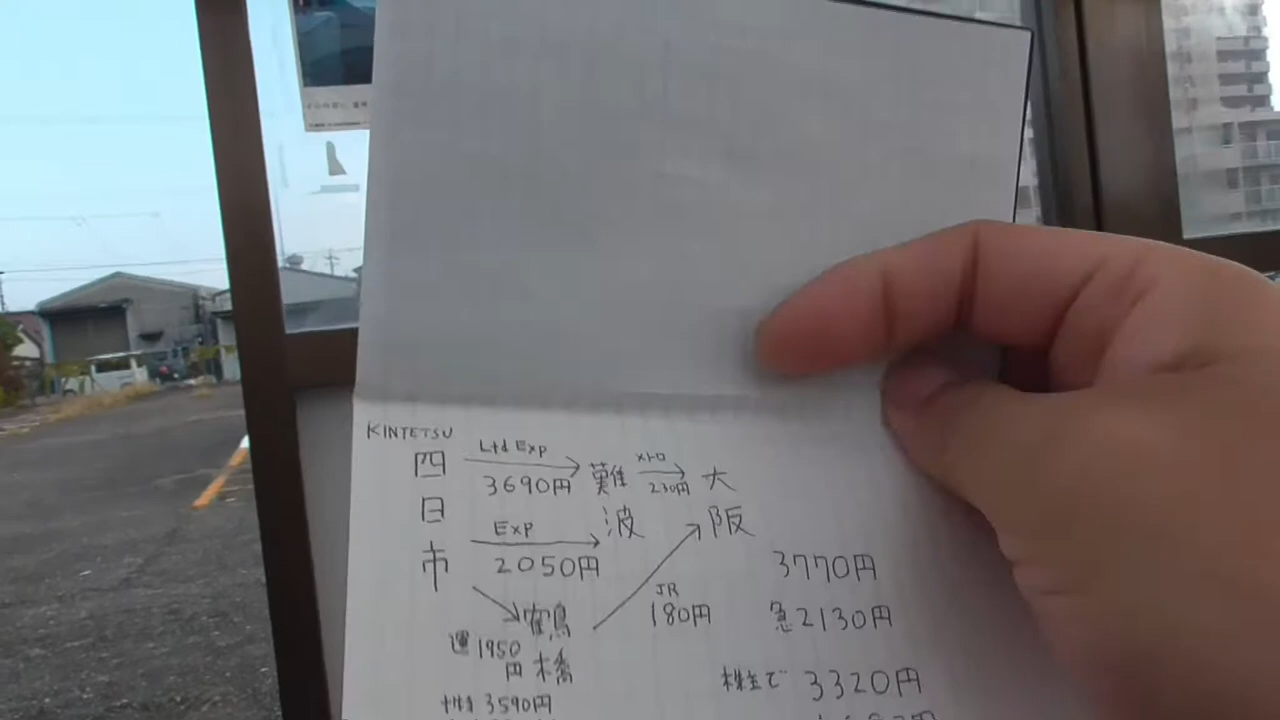 KINTETSU
四日市
Ltd Exp
3690円
難波
メトロ
230円
大阪
Exp
2050円
3770円
JR
180円
急2130円
鶴橋
運1950円
特3590円
株主で 3320円